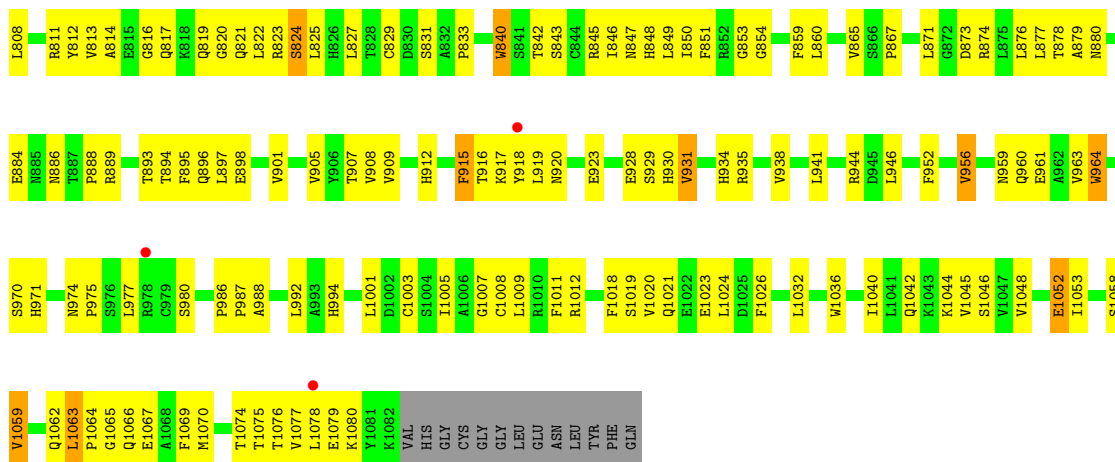 L808 R811 Y812 V813 A814 E815 G816 Q817 K818 Q819 G820 Q821 L822 R823 S824 L825 H826 L827 T828 C829 D830 S831 A832 P833 W840 S841 T842 S843 C844 R845 I846 N847 H848 L849 I850 F851 R852 G853 G854 F859 L860 V865 S866 P867 L871 G872 D873 R874 L875 L876 L877 T878 A879 N880
E884 N885 N886 T887 P888 R889 T893 T894 F895 Q896 L897 E898 V901 V905 Y906 T907 V908 V909 H912 F915 T916 K917 Y918 L919 N920 E923 E928 S929 H930 V931 H934 R935 V938 L941 R944 D945 L946 F952 V956 N959 Q960 E961 A962 V963 W964
S970 H971 N974 P975 S976 L977 R978 C979 S980 P986 P987 A988 L992 A993 H994 L1001 D1002 C1003 S1004 I1005 A1006 G1007 C1008 L1009 R1010 F1011 R1012 F1018 S1019 V1020 Q1021 E1022 E1023 L1024 D1025 F1026 L1032 W1036 I1040 L1041 Q1042 K1043 K1044 V1045 S1046 V1047 V1048 E1052 I1053 S1058
V1059 Q1062 L1063 P1064 G1065 Q1066 E1067 A1068 F1069 M1070 T1074 T1075 T1076 V1077 L1078 E1079 K1080 Y1081 K1082 VAL HIS GLY CYS GLY GLY LEU GLU ASN LEU TYR PHE GLN